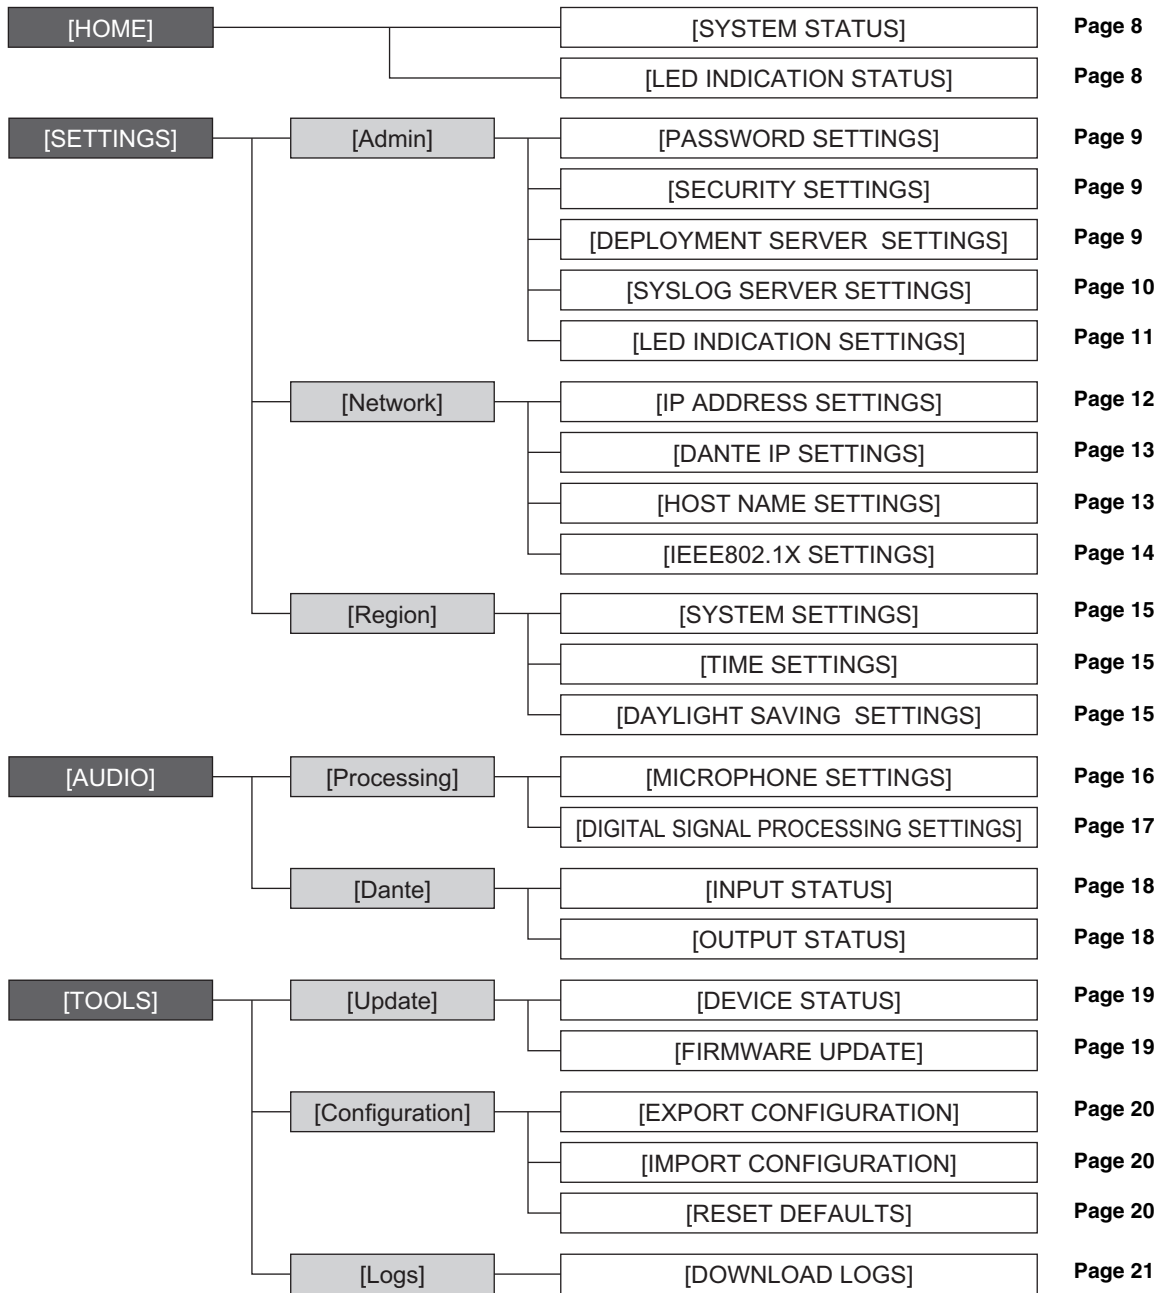 [HOME] [SYSTEM STATUS] Page 8
[LED INDICATION STATUS] Page 8
[SETTINGS] [Admin] [PASSWORD SETTINGS] Page 9
[SECURITY SETTINGS] Page 9
[DEPLOYMENT SERVER  SETTINGS] Page 9
[SYSLOG SERVER SETTINGS] Page 10
[LED INDICATION SETTINGS] Page 11
[Network] [IP ADDRESS SETTINGS] Page 12
[DANTE IP SETTINGS] Page 13
[HOST NAME SETTINGS] Page 13
[IEEE802.1X SETTINGS] Page 14
[Region] [SYSTEM SETTINGS] Page 15
[TIME SETTINGS] Page 15
[DAYLIGHT SAVING  SETTINGS] Page 15
[AUDIO] [Processing] [MICROPHONE SETTINGS] Page 16
[DIGITAL SIGNAL PROCESSING SETTINGS] Page 17
[Dante] [INPUT STATUS] Page 18
[OUTPUT STATUS] Page 18
[TOOLS] [Update] [DEVICE STATUS] Page 19
[FIRMWARE UPDATE] Page 19
[Configuration] [EXPORT CONFIGURATION] Page 20
[IMPORT CONFIGURATION] Page 20
[RESET DEFAULTS] Page 20
[Logs] [DOWNLOAD LOGS] Page 21